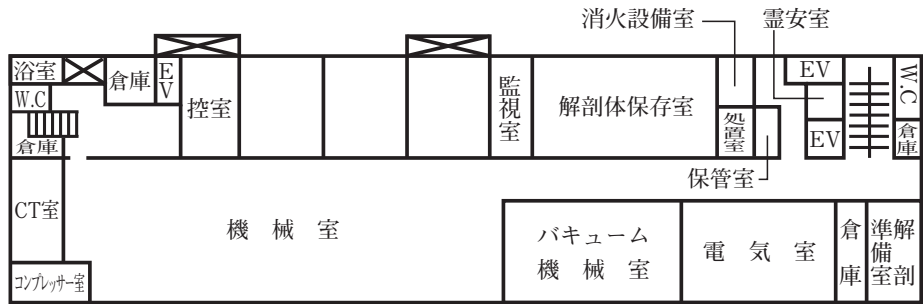 消火設備室
霊安室
浴室
倉庫
EV
W.C
倉庫
控室
監視室
解剖体保存室
処置室
保管室
EV
EV
W.C
倉庫
CT室
コンプレッサー室
機械室
バキューム
機械室
電気室
倉庫
解剖
準備室